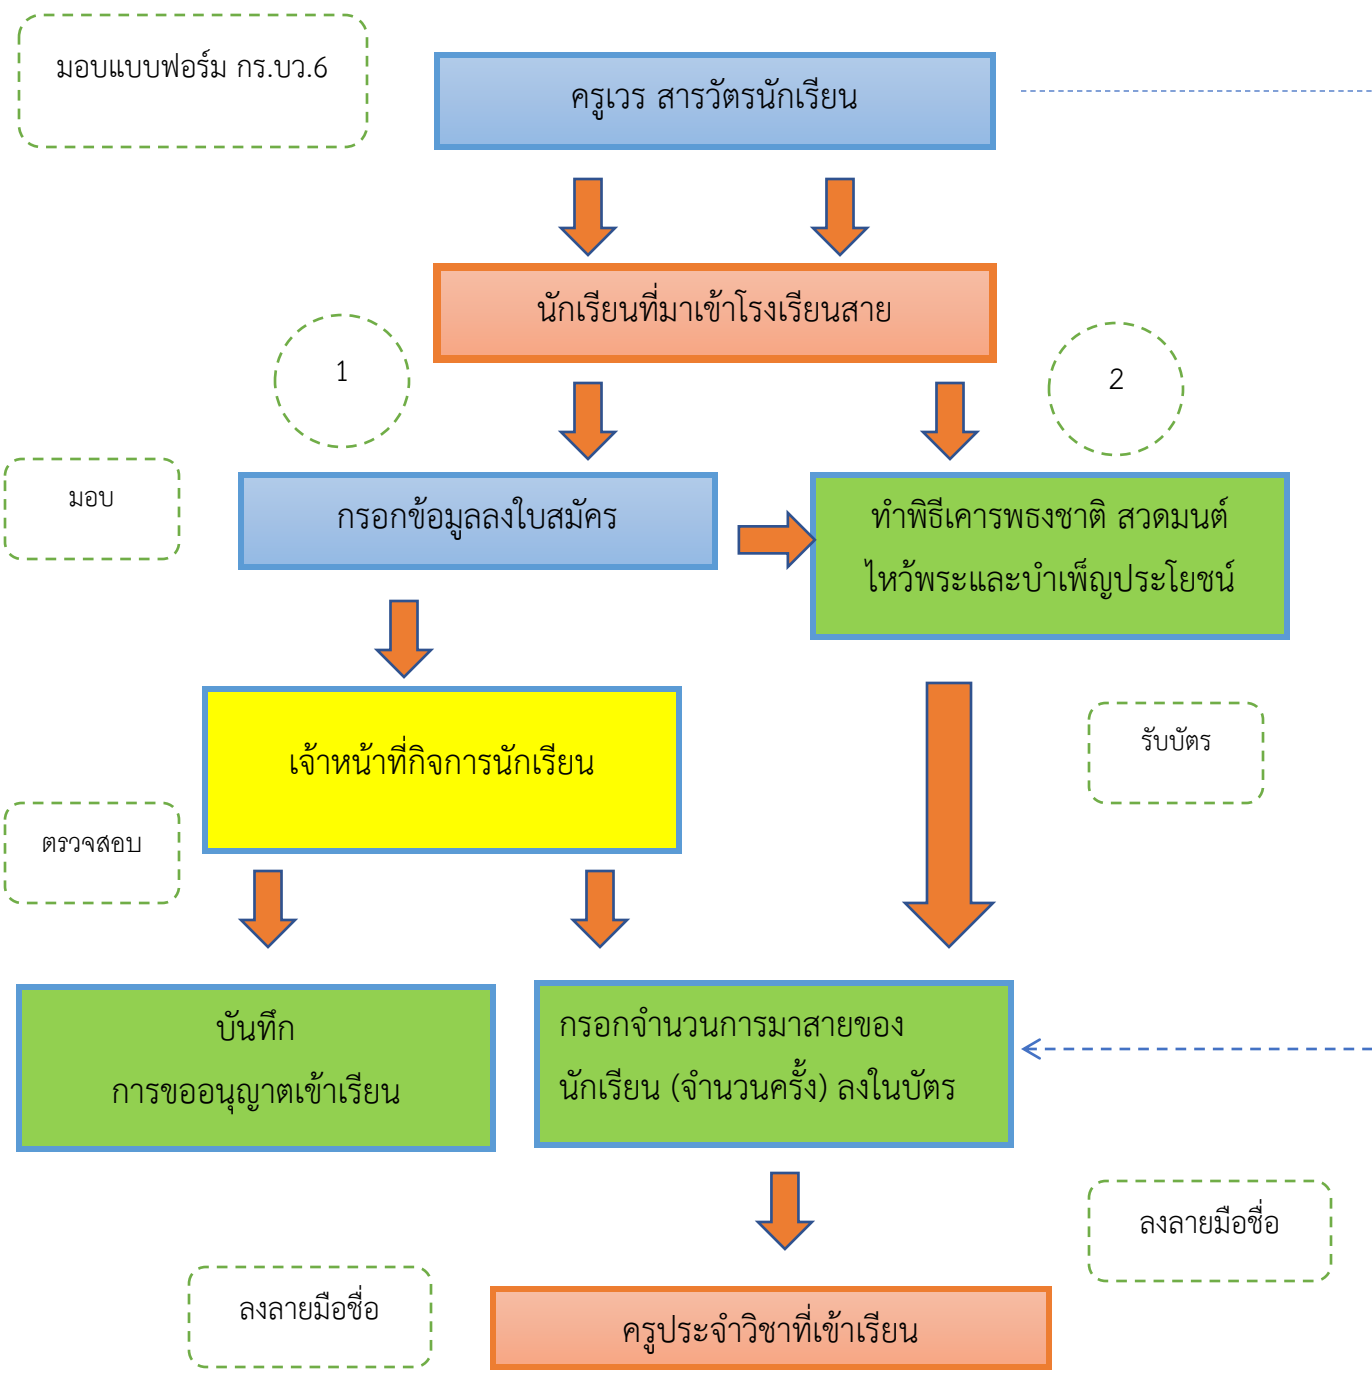 มอบแบบฟอร์ม กร.บว.6
ครูเวร สารวัตรนักเรียน
นักเรียนที่มาเข้าโรงเรียนสาย
1
2
มอบ
กรอกข้อมูลลงใบสมัคร
ทำพิธีเคารพธงชาติ สวดมนต์
ไหว้พระและบำเพ็ญประโยชน์
เจ้าหน้าที่กิจการนักเรียน
รับบัตร
ตรวจสอบ
บันทึก
การขออนุญาตเข้าเรียน
กรอกจำนวนการมาสายของ
นักเรียน (จำนวนครั้ง) ลงในบัตร
ลงลายมือชื่อ
ลงลายมือชื่อ
ครูประจำวิชาที่เข้าเรียน